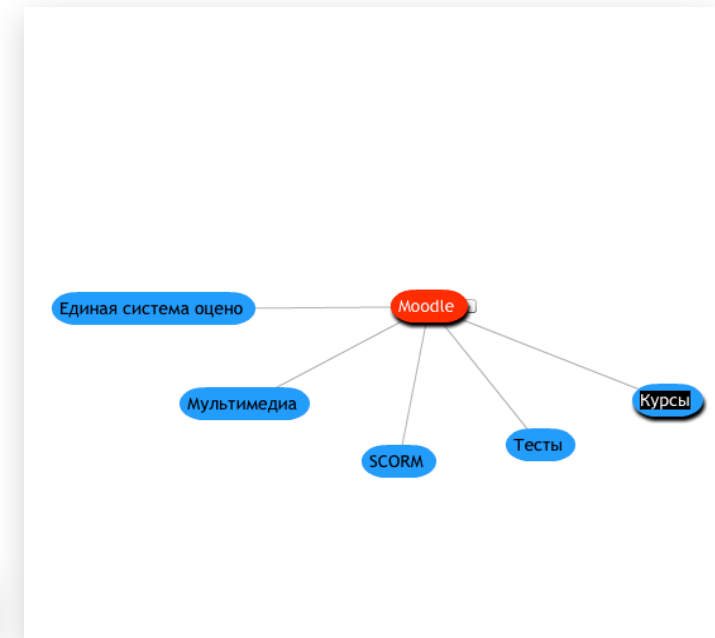 Moodle
Единая система оцено
Мультимедиа
SCORM
Тесты
Курсы